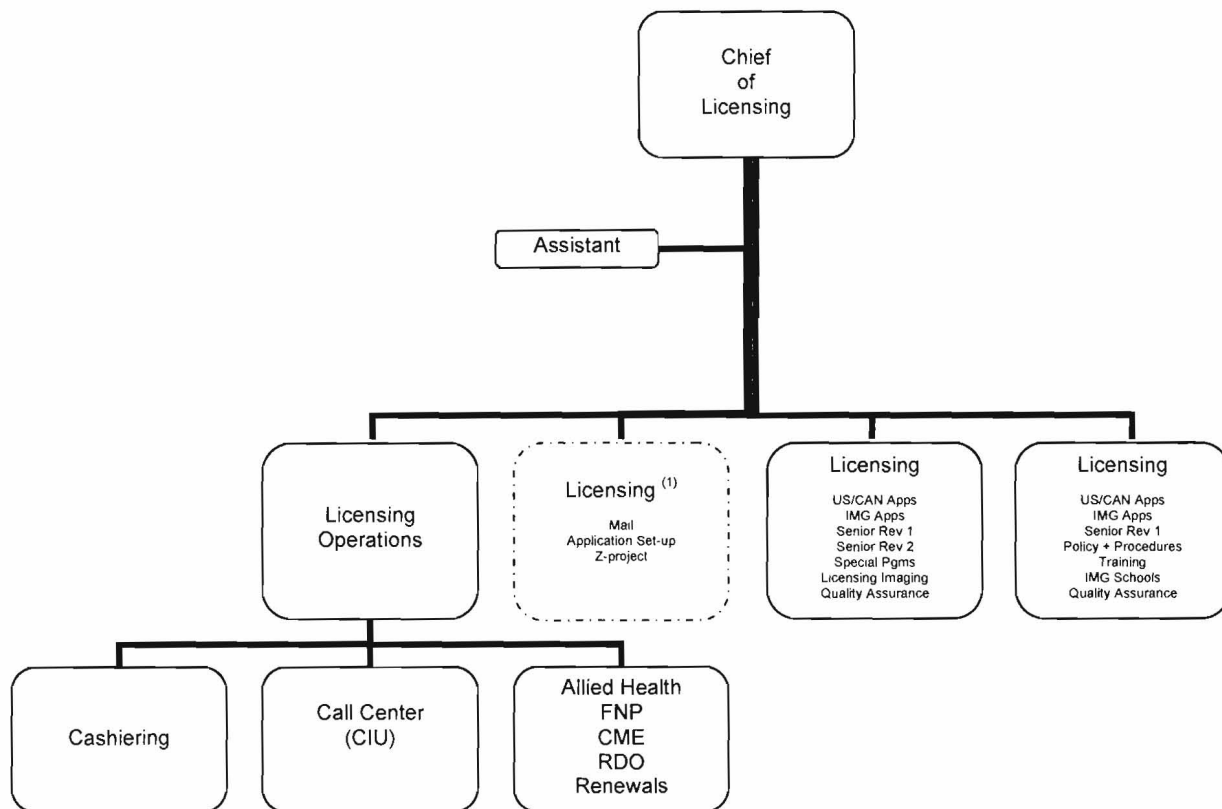 Chief
of
Licensing
Assistant
Licensing
Operations
Licensing (1)
Mail
Application Set-up
Z-project
Licensing
US/CAN Apps
IMG Apps
Senior Rev 1
Senior Rev 2
Special Pgms
Licensing Imaging
Quality Assurance
Licensing
US/CAN Apps
IMG Apps
Senior Rev 1
Policy + Procedures
Training
IMG Schools
Quality Assurance
Cashiering
Call Center
(CIU)
Allied Health
FNP
CME
RDO
Renewals